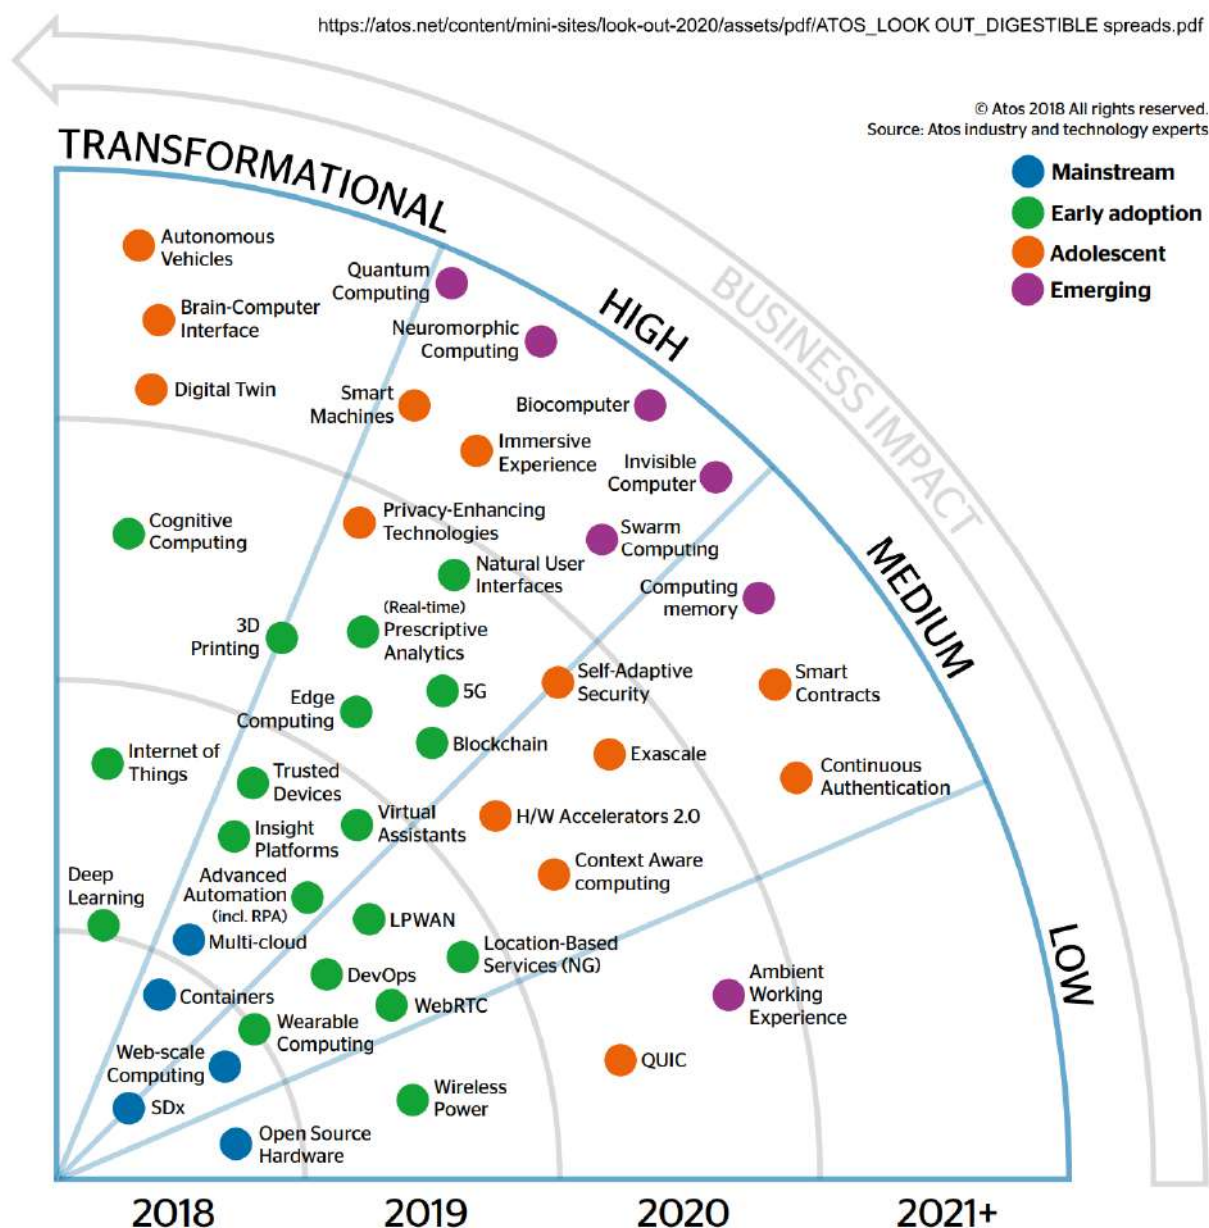 https://atos.net/content/mini-sites/look-out-2020/assets/pdf/ATOS_LOOK OUT_DIGESTIBLE spreads.pdf
© Atos 2018 All rights reserved.
Source: Atos industry and technology experts
Mainstream
Early adoption
Adolescent
Emerging
BUSINESS IMPACT
TRANSFORMATIONAL
HIGH
MEDIUM
LOW
Autonomous
Vehicles
Brain-Computer
Interface
Digital Twin
Quantum
Computing
Neuromorphic
Computing
Smart
Machines
Biocomputer
Immersive
Experience
Invisible
Computer
Cognitive
Computing
Privacy-Enhancing
Technologies
Swarm
Computing
Natural User
Interfaces
Computing
memory
3D
Printing
(Real-time)
Prescriptive
Analytics
Self-Adaptive
Security
Smart
Contracts
Edge
Computing
5G
Blockchain
Exascale
Continuous
Authentication
Internet of
Things
Trusted
Devices
Virtual
Assistants
H/W Accelerators 2.0
Insight
Platforms
Context Aware
computing
Deep
Learning
Advanced
Automation
(incl. RPA)
LPWAN
Multi-cloud
Location-Based
Services (NG)
DevOps
Containers
WebRTC
Ambient
Working
Experience
Wearable
Computing
Web-scale
Computing
QUIC
SDx
Wireless
Power
Open Source
Hardware
2018
2019
2020
2021+